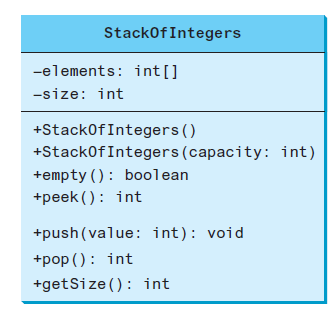 StackOfIntegers
–elements: int[]
–size: int
+StackOfIntegers()
+StackOfIntegers(capacity: int)
+empty(): boolean
+peek(): int
+push(value: int): void
+pop(): int
+getSize(): int